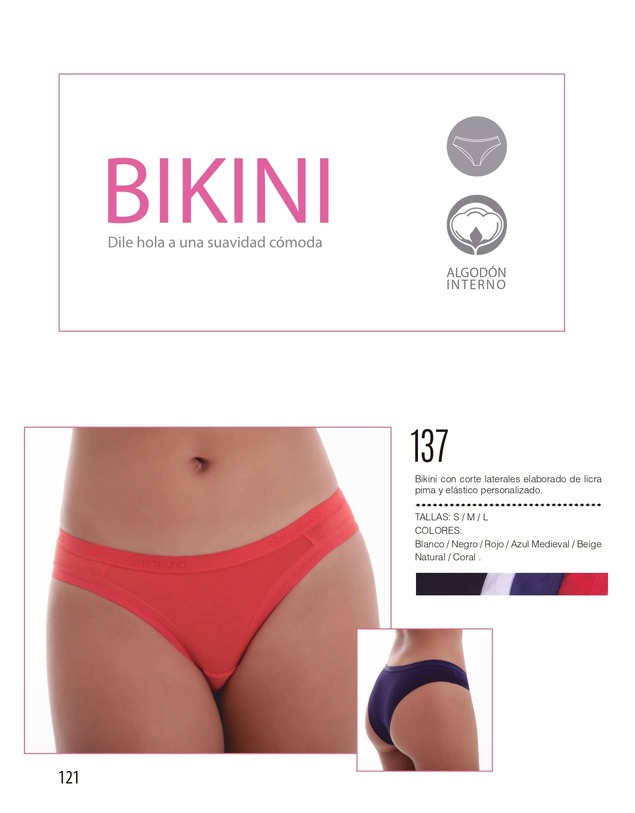 BIKINI
Dile hola a una suavidad cómoda
ALGODÓN
INTERNO
137
Bikini con corte laterales elaborado de licra
pima y elástico personalizado.
TALLAS: S / M / L
COLORES:
Blanco / Negro / Rojo / Azul Medieval / Beige
Natural / Coral .
121